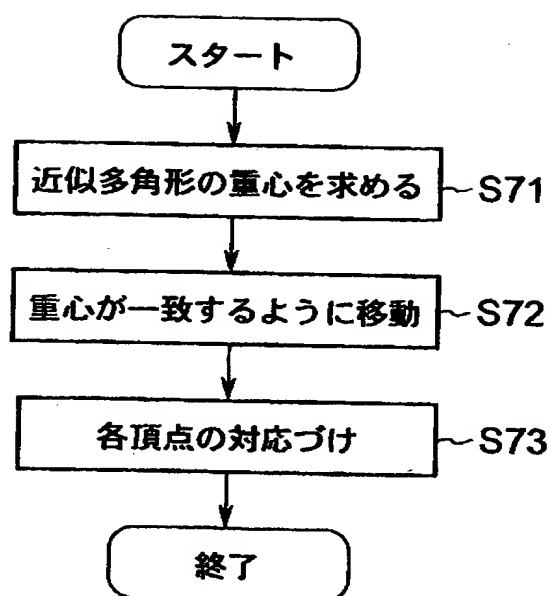 スタート
近似多角形の重心を求める ~S71
重心が一致するように移動 ~S72
各頂点の対応づけ ~S73
終了